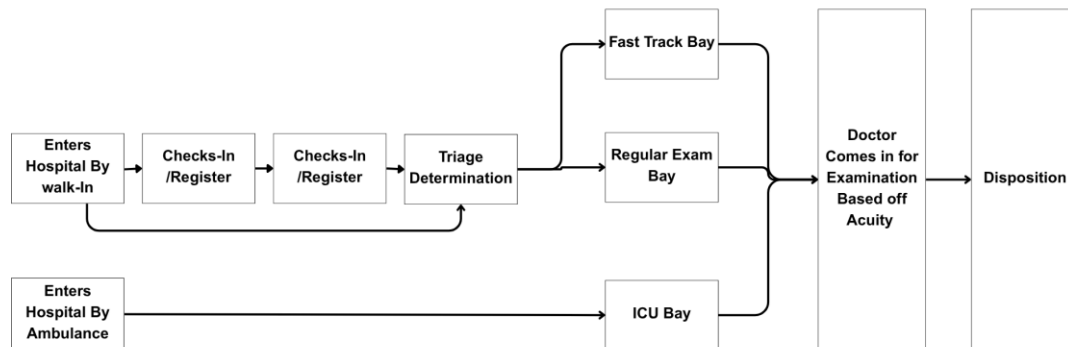 Fast Track Bay
Enters
Hospital By
walk-In
Checks-In
/Register
Checks-In
/Register
Triage
Determination
Regular Exam
Bay
Doctor
Comes in for
Examination
Based off
Acuity
Disposition
Enters
Hospital By
Ambulance
ICU Bay